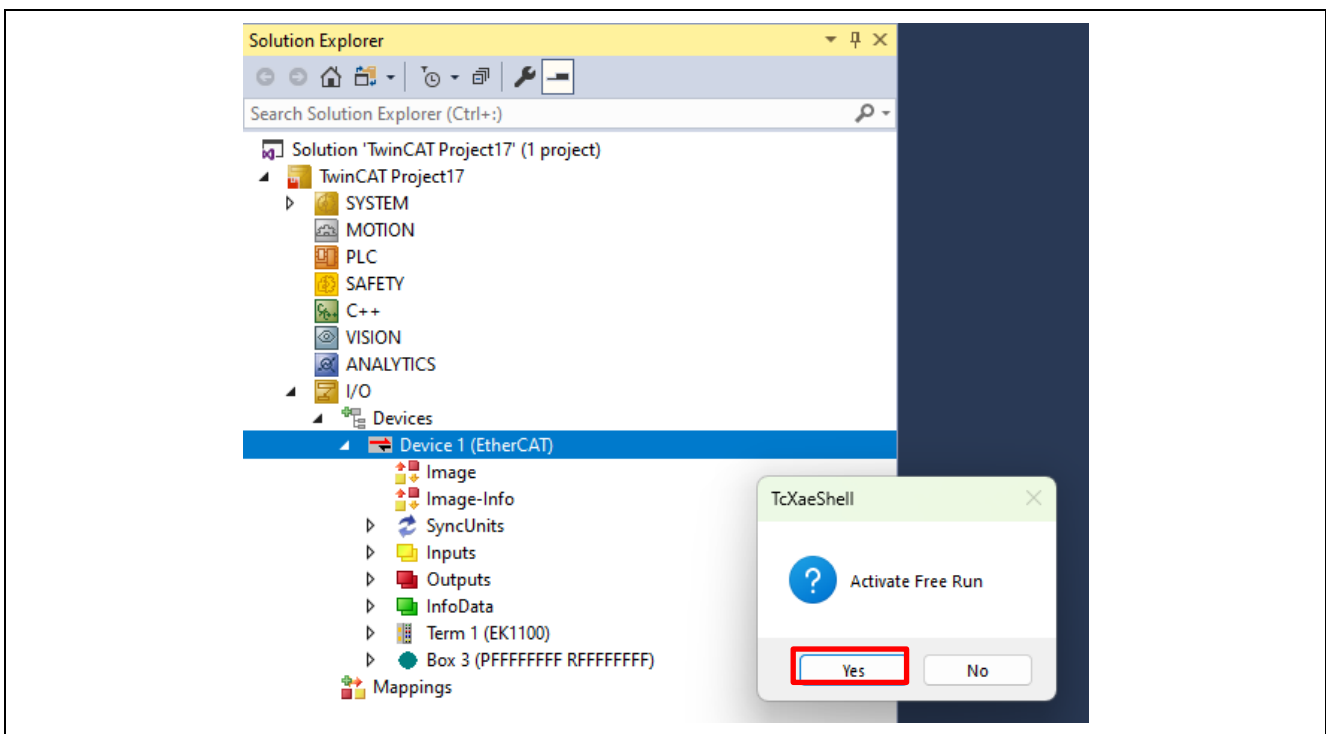 Solution Explorer
Search Solution Explorer (Ctrl+:)
Solution 'TwinCAT Project17' (1 project)
TwinCAT Project17
SYSTEM
MOTION
PLC
SAFETY
C++
VISION
ANALYTICS
I/O
Devices
Device 1 (EtherCAT)
Image
Image-Info
SyncUnits
Inputs
Outputs
InfoData
Term 1 (EK1100)
Box 3 (PFFFFFFFF RFFFFFFFF)
Mappings
TcXaeShell
Activate Free Run
Yes
No